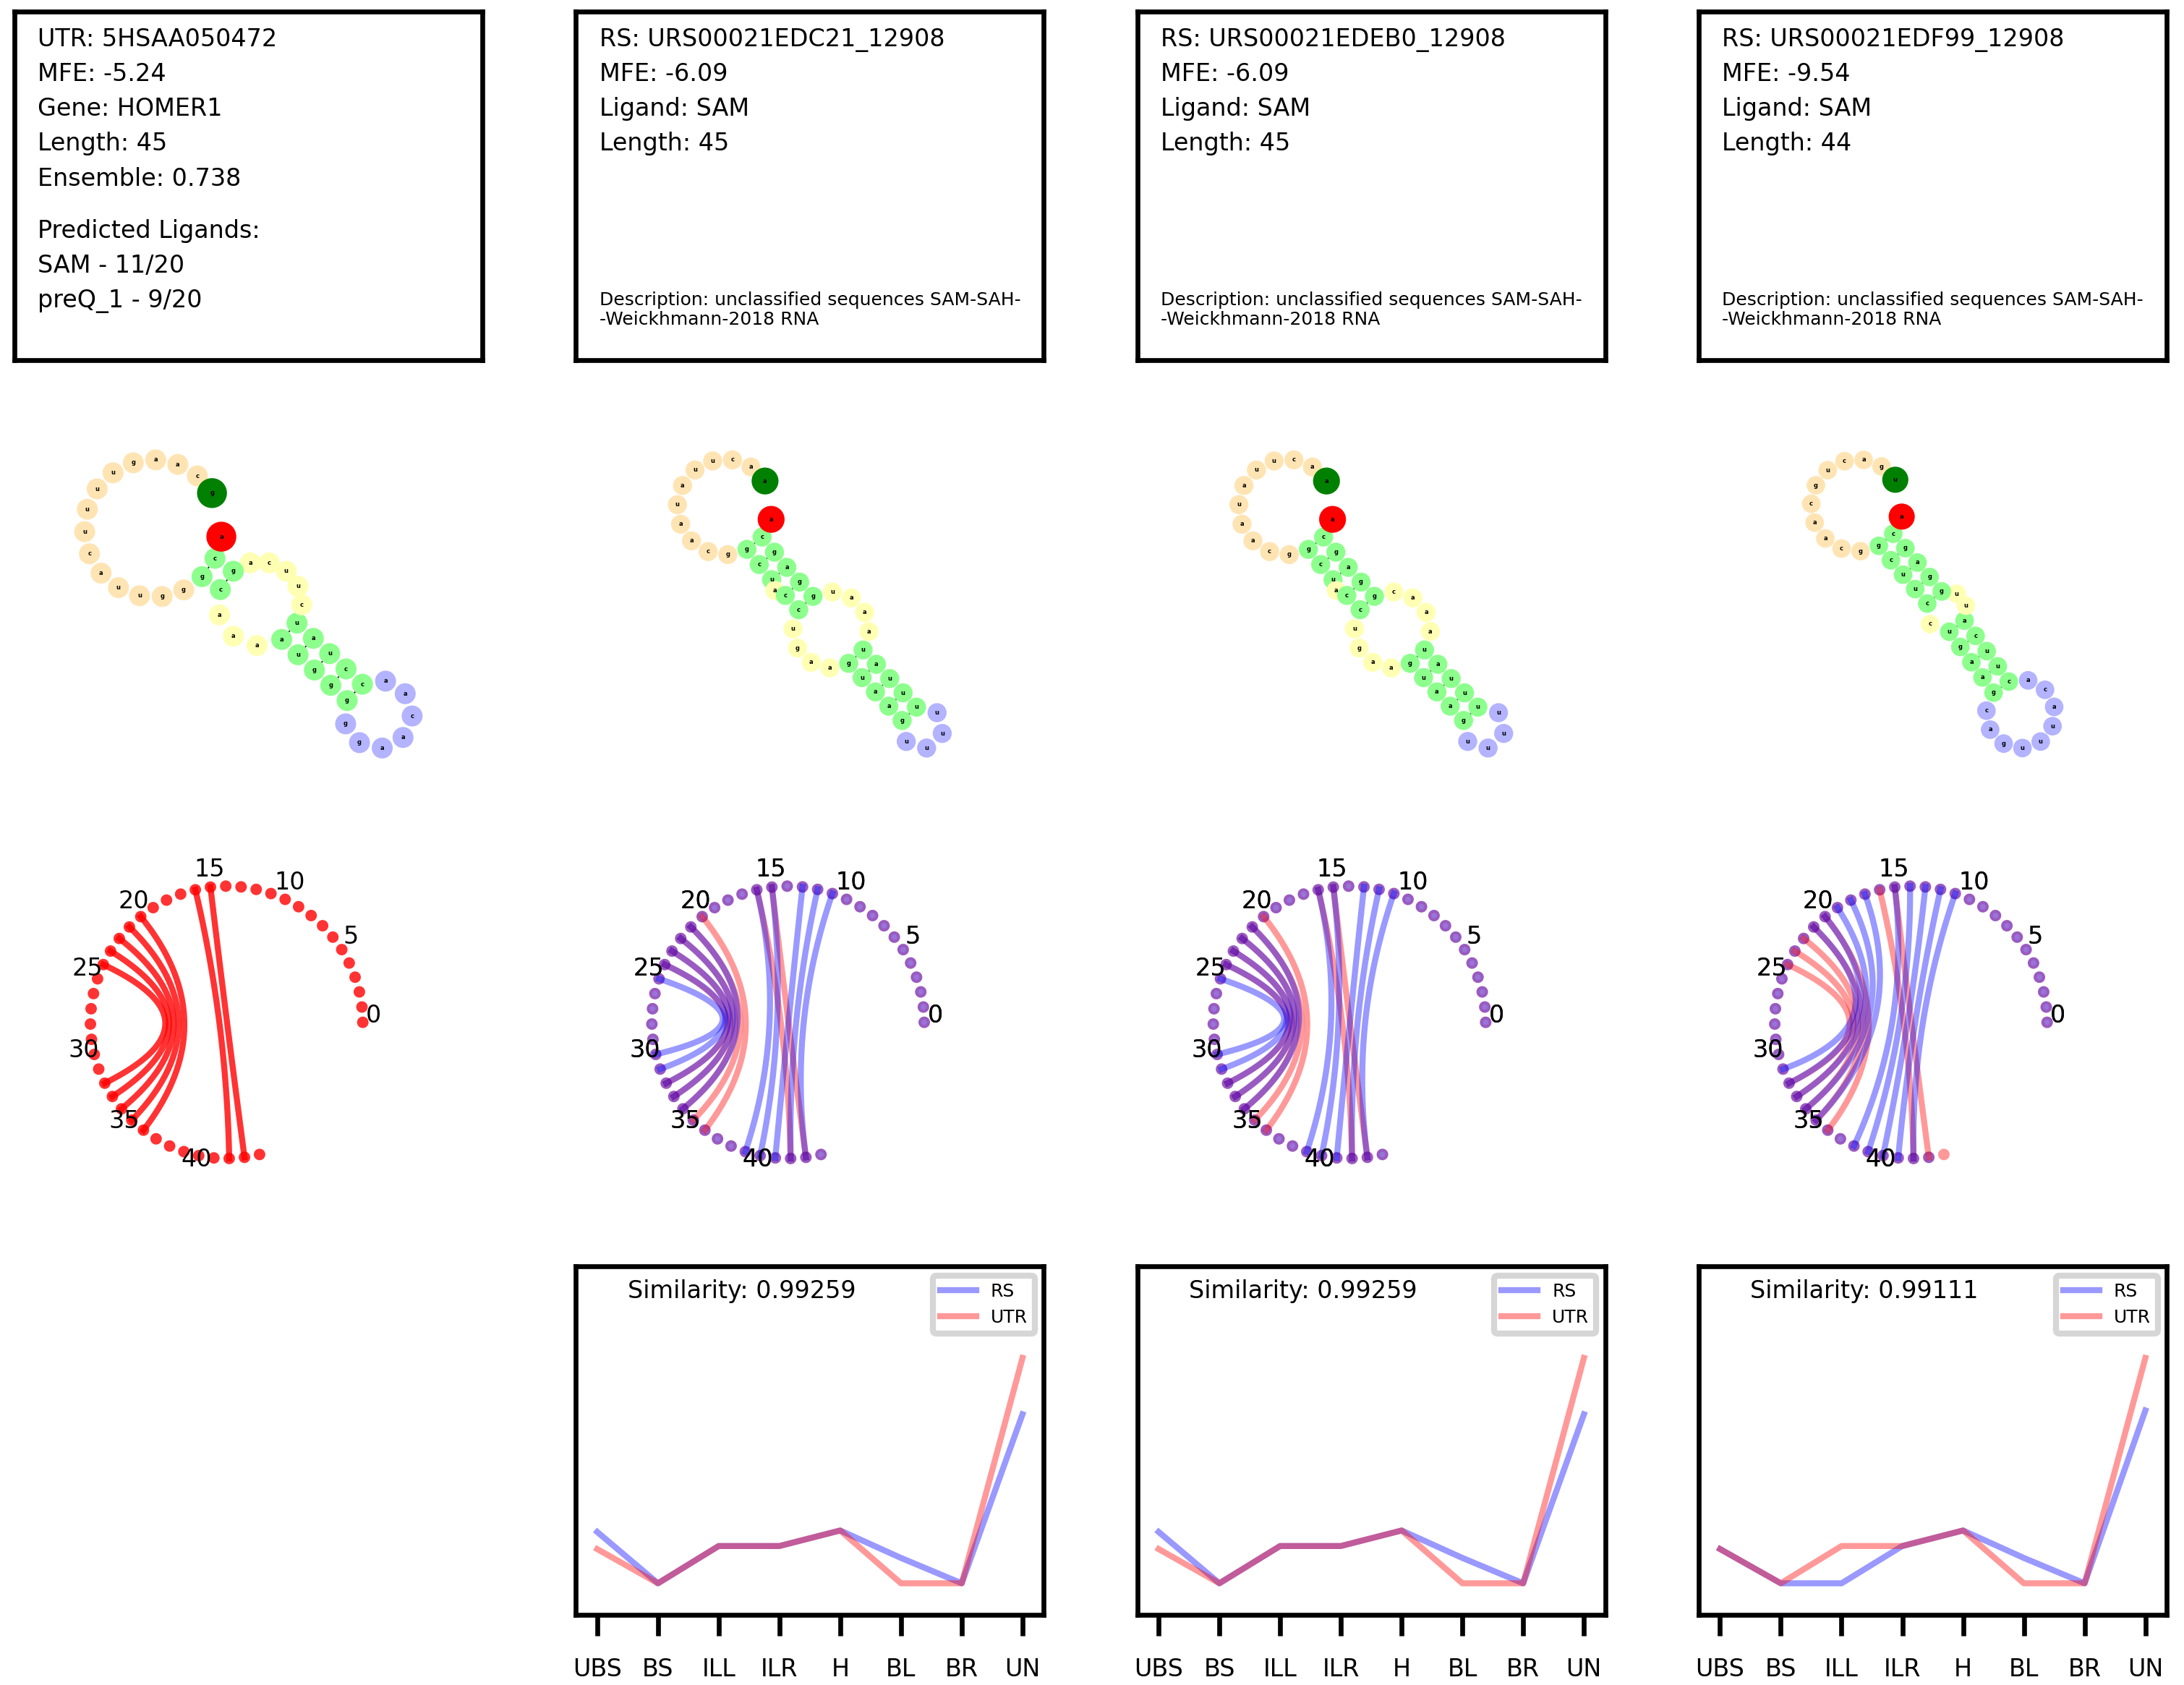 UTR: 5HSAA050472
MFE: -5.24
Gene: HOMER1
Length: 45
Ensemble: 0.738
Predicted Ligands:
SAM - 11/20
preQ_1 - 9/20
RS: URS00021EDC21_12908
MFE: -6.09
Ligand: SAM
Length: 45
Description: unclassified sequences SAM-SAH-
-Weickhmann-2018 RNA
RS: URS00021EDEB0_12908
MFE: -6.09
Ligand: SAM
Length: 45
Description: unclassified sequences SAM-SAH-
-Weickhmann-2018 RNA
RS: URS00021EDF99_12908
MFE: -9.54
Ligand: SAM
Length: 44
Description: unclassified sequences SAM-SAH-
-Weickhmann-2018 RNA
0
5
10
15
20
25
30
35
40
0
5
10
15
20
25
30
35
40
0
5
10
15
20
25
30
35
40
0
5
10
15
20
25
30
35
40
Similarity: 0.99259
RS
UTR
UBS BS ILL ILR H BL BR UN
Similarity: 0.99259
RS
UTR
UBS BS ILL ILR H BL BR UN
Similarity: 0.99111
RS
UTR
UBS BS ILL ILR H BL BR UN